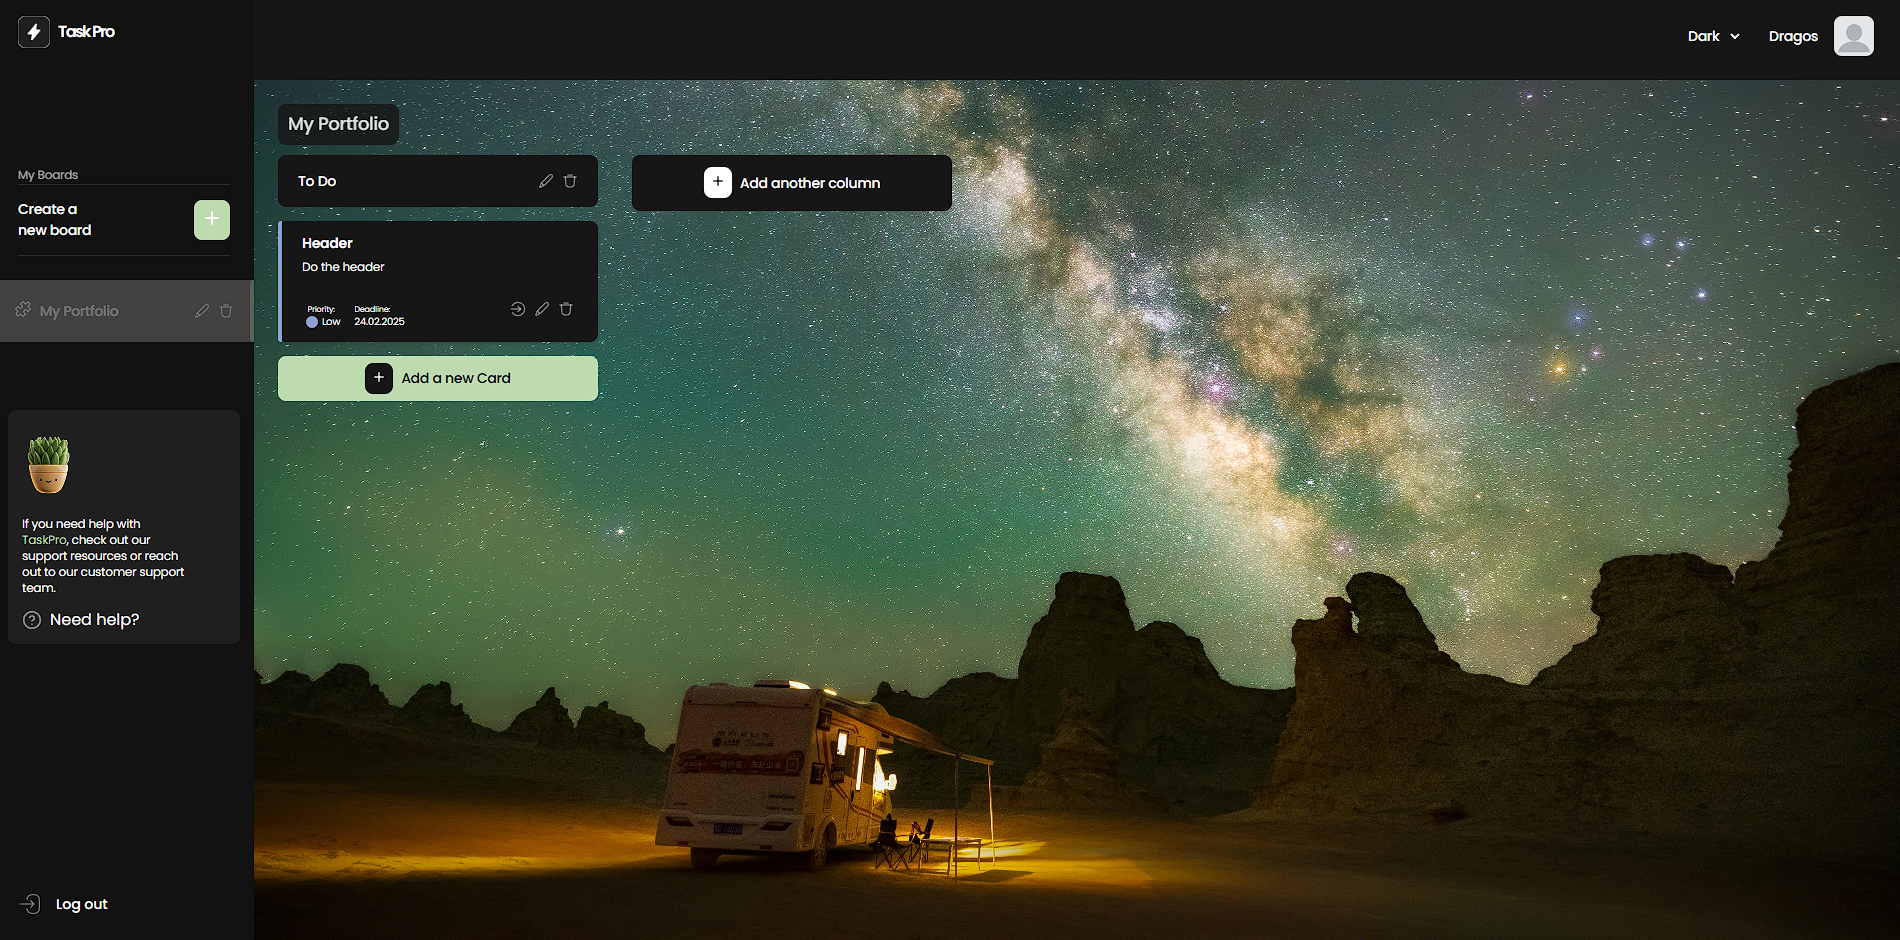 TaskPro
Dark
Dragos
My Boards
Create a
new board
My Portfolio
If you need help with
TaskPro, check out our
support resources or reach
out to our customer support
team.
Need help?
Log out
My Portfolio
To Do
Add another column
Header
Do the header
Priority:
Low
Deadline:
24.02.2025
Add a new Card